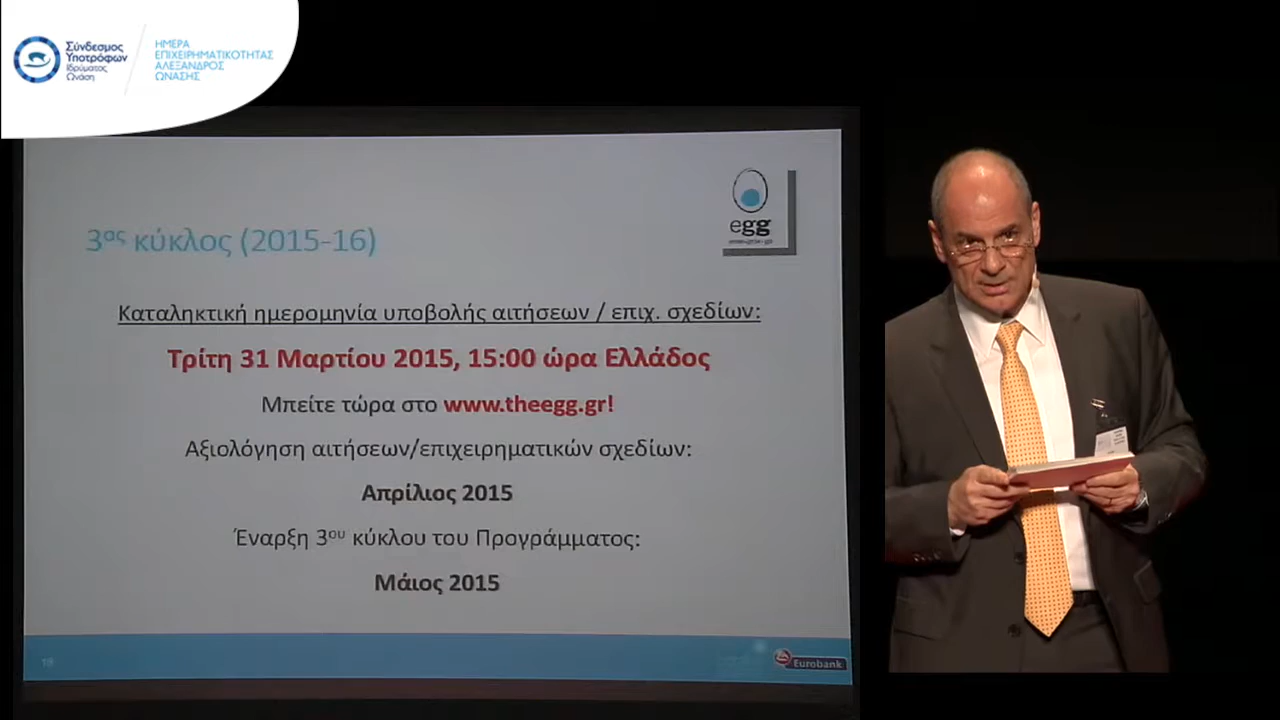 Σύνδεσμος
Υποτρόφων
Ιδρύματος
Ωνάση
ΗΜΕΡΑ
ΕΠΙΧΕΙΡΗΜΑΤΙΚΟΤΗΤΑΣ
ΑΛΕΞΑΝΔΡΟΣ
ΩΝΑΣΗΣ
egg
3ος κύκλος (2015-16)
Καταληκτική ημερομηνία υποβολής αιτήσεων / επιχ. σχεδίων:
Τρίτη 31 Μαρτίου 2015, 15:00 ώρα Ελλάδος
Μπείτε τώρα στο www.theegg.gr!
Αξιολόγηση αιτήσεων/επιχειρηματικών σχεδίων:
Απρίλιος 2015
Έναρξη 3ου κύκλου του Προγράμματος:
Μάιος 2015
18
Eurobank